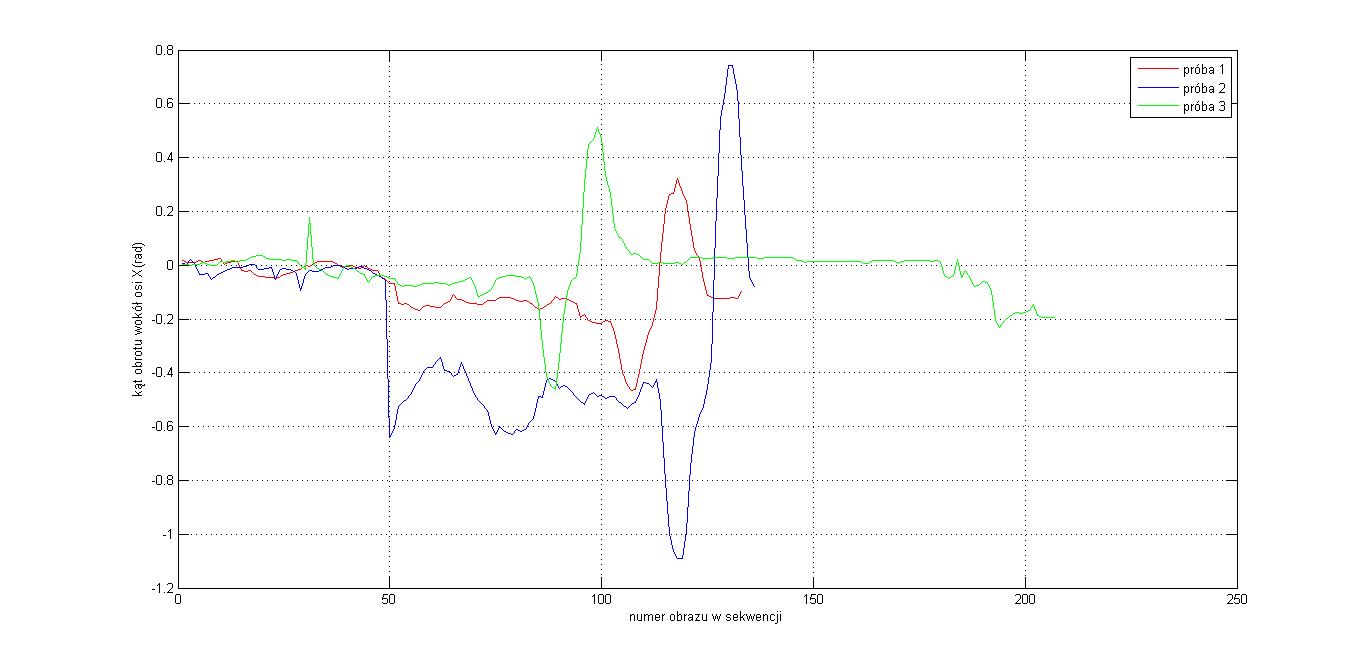 0.8
0.6
0.4
0.2
0
-0.2
-0.4
-0.6
-0.8
-1
-1.2
kąt obrotu wokół osi X (rad)
próba 1
próba 2
próba 3
0 50 100 150 200 250
numer obrazu w sekwencji